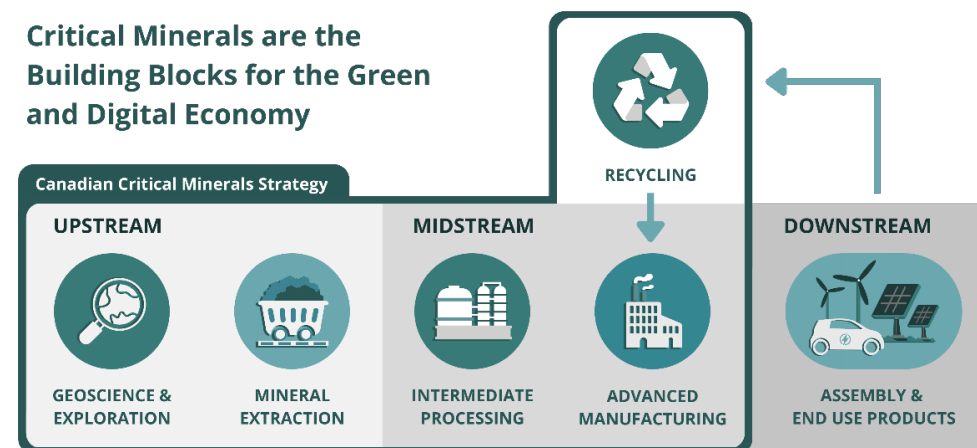 Critical Minerals are the
Building Blocks for the Green
and Digital Economy
RECYCLING
Canadian Critical Minerals Strategy
UPSTREAM
MIDSTREAM
DOWNSTREAM
GEOSCIENCE &
EXPLORATION
MINERAL
EXTRACTION
INTERMEDIATE
PROCESSING
ADVANCED
MANUFACTURING
ASSEMBLY &
END USE PRODUCTS